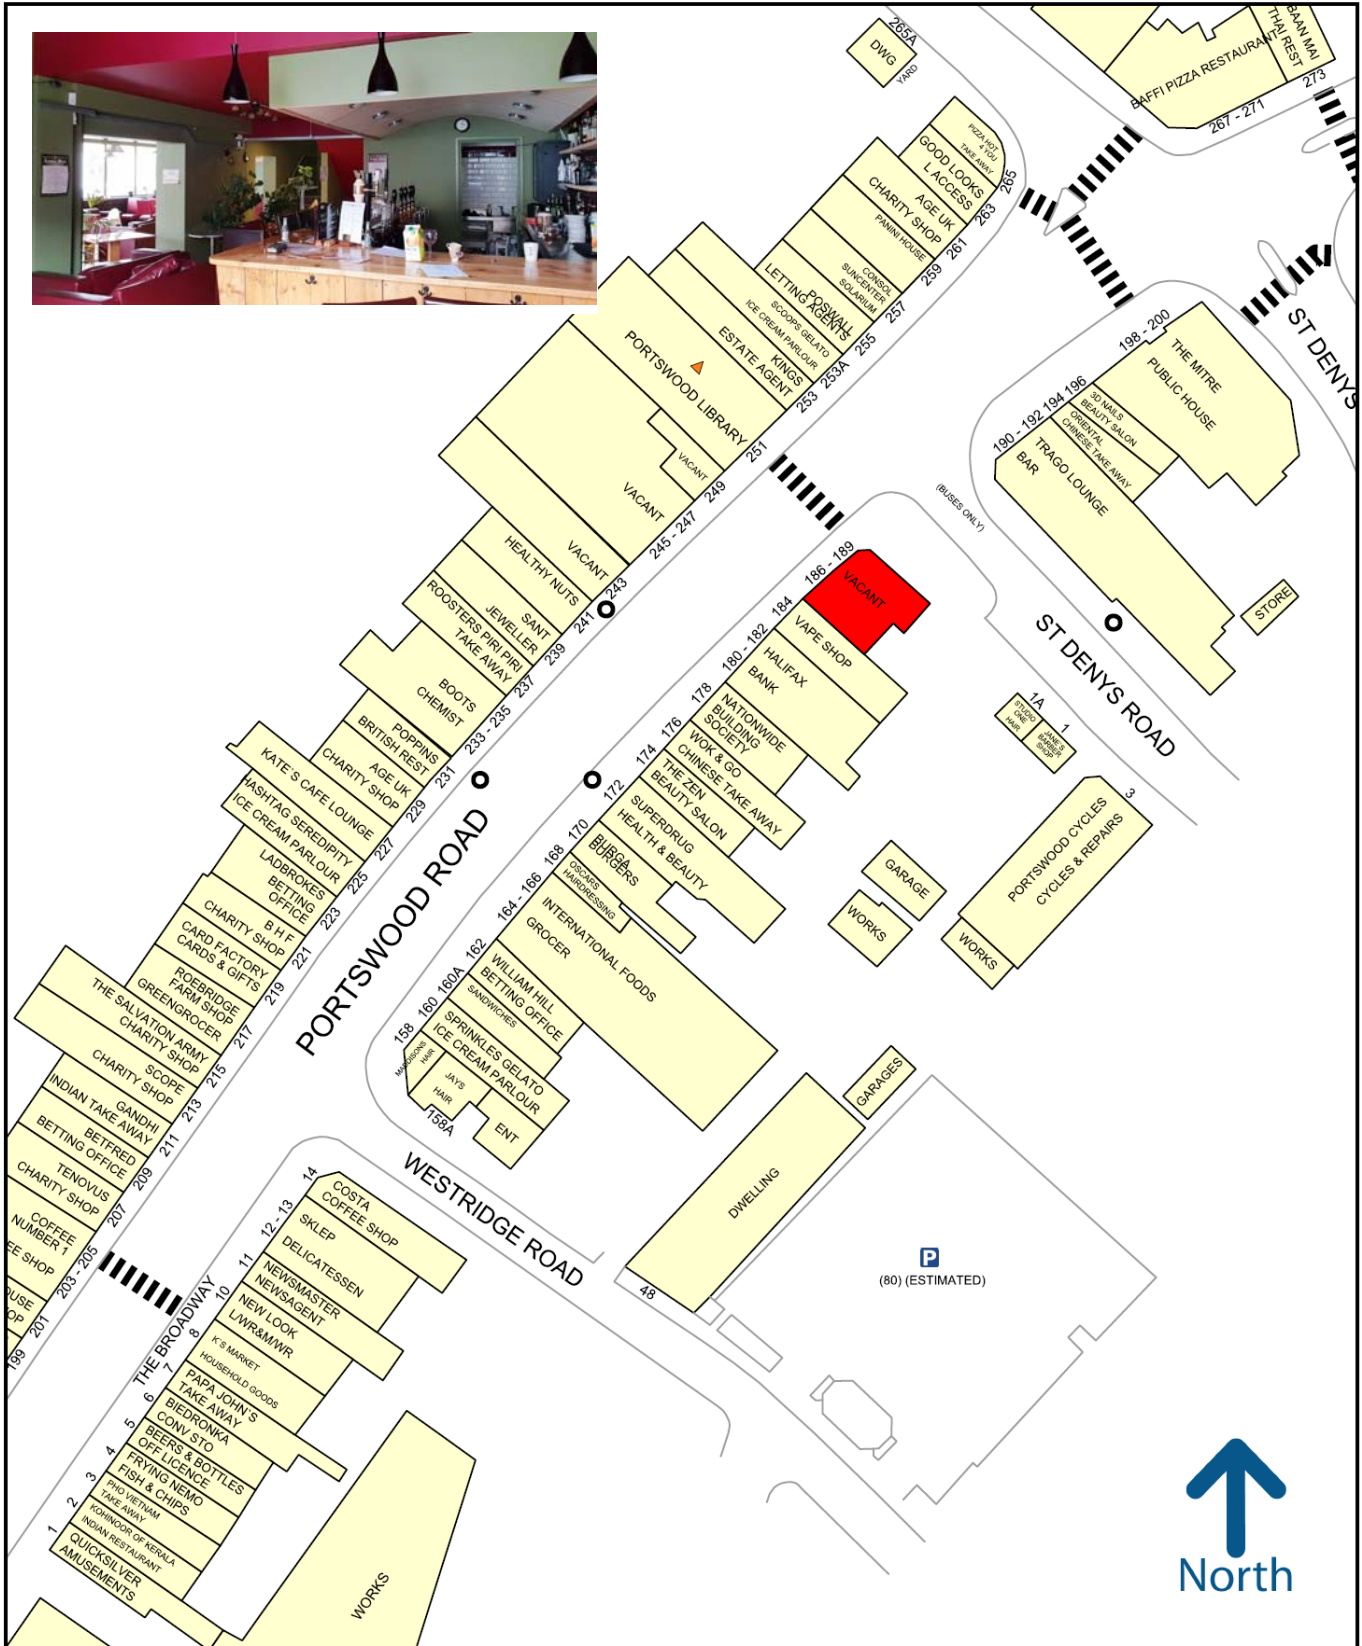 265A
DWG
YARD
BAAN MAI
THAI REST
BAFFI PIZZA RESTAURANT
273
267 - 271
PIZZA HOT
4 YOU
TAKE AWAY
265
GOOD LOOKS
L ACCESS
263
AGE UK
CHARITY SHOP
261
PANINI HOUSE
259
CONSOL
SUNCENTER
SOLARIUM
257
POSWALL
LETTING AGENTS
255
SCOOPS GELATO
ICE CREAM PARLOUR
253A
KINGS
ESTATE AGENT
253
PORTSWOOD LIBRARY
251
VACANT
249
VACANT
245 - 247
VACANT
243
HEALTHY NUTS
241
SANT
JEWELLER
239
ROOSTERS PIRI PIRI
TAKE AWAY
237
BOOTS
CHEMIST
233 - 235
POPPINS
BRITISH REST
231
AGE UK
CHARITY SHOP
229
KATE'S CAFE LOUNGE
227
HASHTAG SEREDIPITY
ICE CREAM PARLOUR
225
LADBROKES
BETTING
OFFICE
223
B H F
CHARITY SHOP
221
CARD FACTORY
CARDS & GIFTS
219
ROEBRIDGE
FARM SHOP
GREENGROCER
217
THE SALVATION ARMY
CHARITY SHOP
215
SCOPE
CHARITY SHOP
213
GANDHI
INDIAN TAKE AWAY
211
BETFRED
BETTING OFFICE
209
TENOVUS
CHARITY SHOP
207
COFFEE
NUMBER 1
EE SHOP
203 - 205
OUSE
OP
201
199
PORTSWOOD ROAD
198 - 200
THE MITRE
PUBLIC HOUSE
196
3D NAILS
BEAUTY SALON
194
ORIENTAL
CHINESE TAKE AWAY
190 - 192
TRAGO LOUNGE
BAR
ST DENYS
(BUSES ONLY)
STORE
ST DENYS ROAD
186 - 189
VACANT
184
VAPE SHOP
180 - 182
HALIFAX
BANK
178
NATIONWIDE
BUILDING
SOCIETY
176
WOK & GO
CHINESE TAKE AWAY
174
THE ZEN
BEAUTY SALON
172
SUPERDRUG
HEALTH & BEAUTY
170
BURGA
BURGERS
168
OSCARS
HAIRDRESSING
164 - 166
INTERNATIONAL FOODS
GROCER
162
WILLIAM HILL
BETTING OFFICE
160A
SANDWICHES
160
SPRINKLES GELATO
ICE CREAM PARLOUR
158
MADDISONS
HAIR
JAYS
HAIR
158A
ENT
1A
STUDIO
ONE
HAIR
1
JANE'S
BARBER
SHOP
3
PORTSWOOD CYCLES
CYCLES & REPAIRS
WORKS
GARAGE
WORKS
GARAGES
DWELLING
48
P
(80) (ESTIMATED)
WESTRIDGE ROAD
14
COSTA
COFFEE SHOP
12 - 13
SKLEP
DELICATESSEN
11
NEWSMASTER
NEWSAGENT
10
NEW LOOK
L/WR&M/WR
8
K'S MARKET
HOUSEHOLD GOODS
7
PAPA JOHN'S
TAKE AWAY
6
BIEDRONKA
CONV STO
5
BEERS & BOTTLES
OFF LICENCE
4
FRYING NEMO
FISH & CHIPS
3
PHO VIETNAM
TAKE AWAY
2
KOHINOOR OF KERALA
INDIAN RESTAURANT
1
QUICKSILVER
AMUSEMENTS
THE BROADWAY
WORKS
North